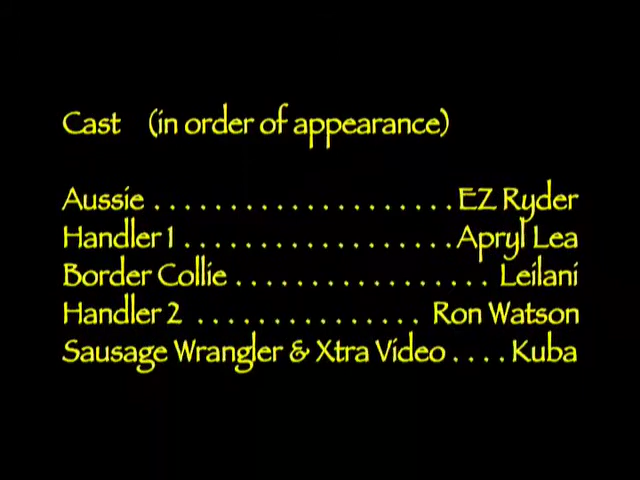 Cast (in order of appearance)
Aussie . . . . . . . . . . . . . . . . . . . . EZ Ryder
Handler 1 . . . . . . . . . . . . . . . . . . Apryl Lea
Border Collie . . . . . . . . . . . . . . . . . Leilani
Handler 2 . . . . . . . . . . . . . . . Ron Watson
Sausage Wrangler & Xtra Video . . . . Kuba